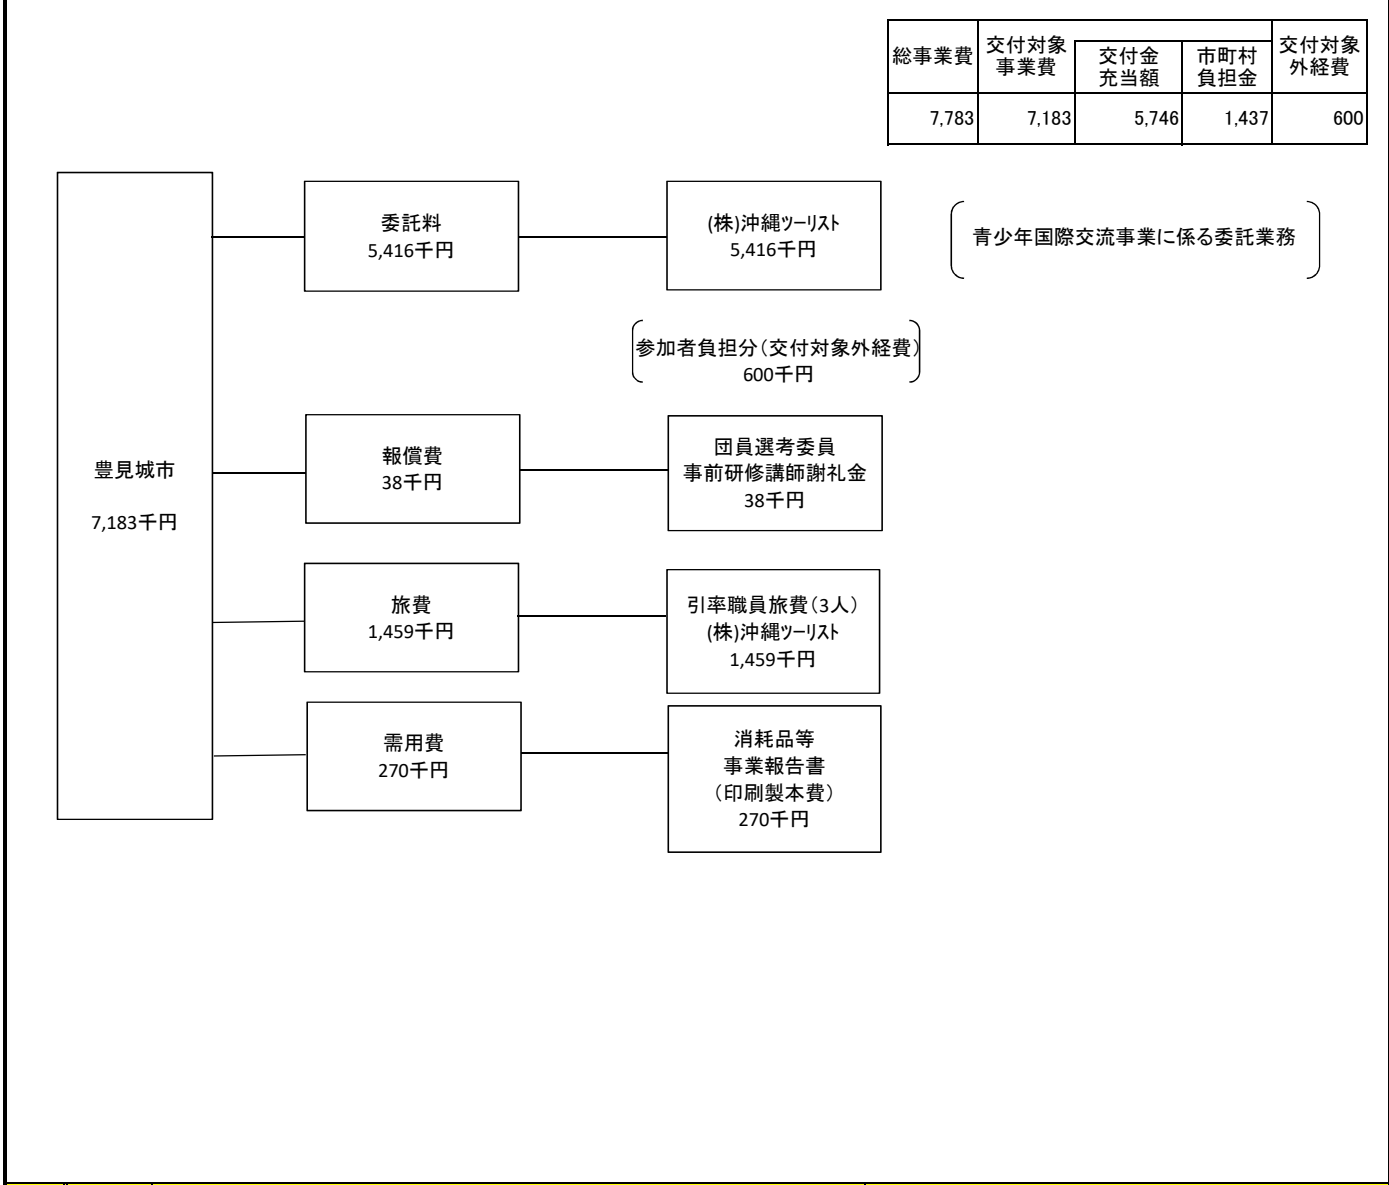 総事業費
交付対象
事業費
交付金
充当額
市町村
負担金
交付対象
外経費
7,783 7,183 5,746 1,437 600
委託料
5,416千円
(株)沖縄ﾂｰﾘｽﾄ
5,416千円
青少年国際交流事業に係る委託業務
参加者負担分(交付対象外経費)
600千円
豊見城市
7,183千円
報償費
38千円
団員選考委員
事前研修講師謝礼金
38千円
旅費
1,459千円
引率職員旅費(3人)
(株)沖縄ﾂｰﾘｽﾄ
1,459千円
需用費
270千円
消耗品等
事業報告書
(印刷製本費)
270千円